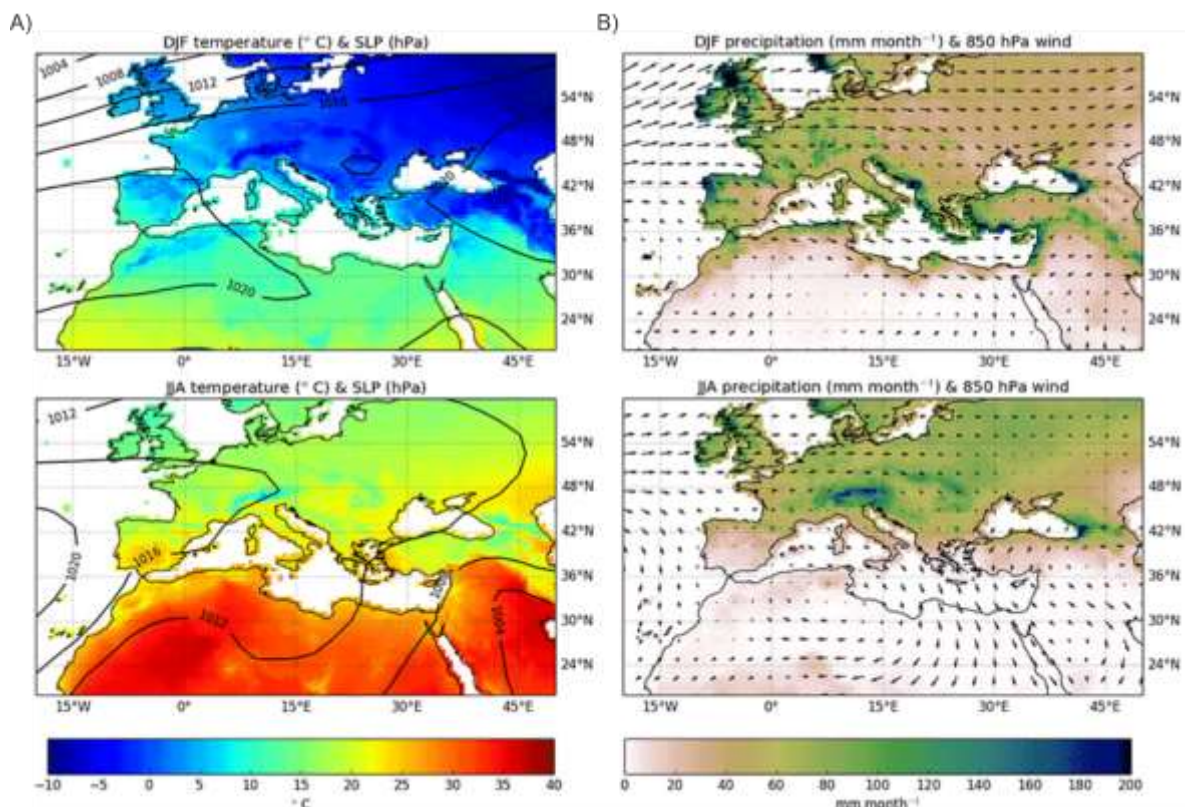 A)
DJF temperature (° C) & SLP (hPa)
1004
1008
1012
1016
1020
1020
54°N
48°N
42°N
36°N
30°N
24°N
15°W 0° 15°E 30°E 45°E
JJA temperature (° C) & SLP (hPa)
1012
1020
1016
1012
1004
54°N
48°N
42°N
36°N
30°N
24°N
15°W 0° 15°E 30°E 45°E
−10 −5 0 5 10 15 20 25 30 35 40
° C
B)
DJF precipitation (mm month⁻¹) & 850 hPa wind
54°N
48°N
42°N
36°N
30°N
24°N
15°W 0° 15°E 30°E 45°E
JJA precipitation (mm month⁻¹) & 850 hPa wind
54°N
48°N
42°N
36°N
30°N
24°N
15°W 0° 15°E 30°E 45°E
0 20 40 60 80 100 120 140 160 180 200
mm month⁻¹